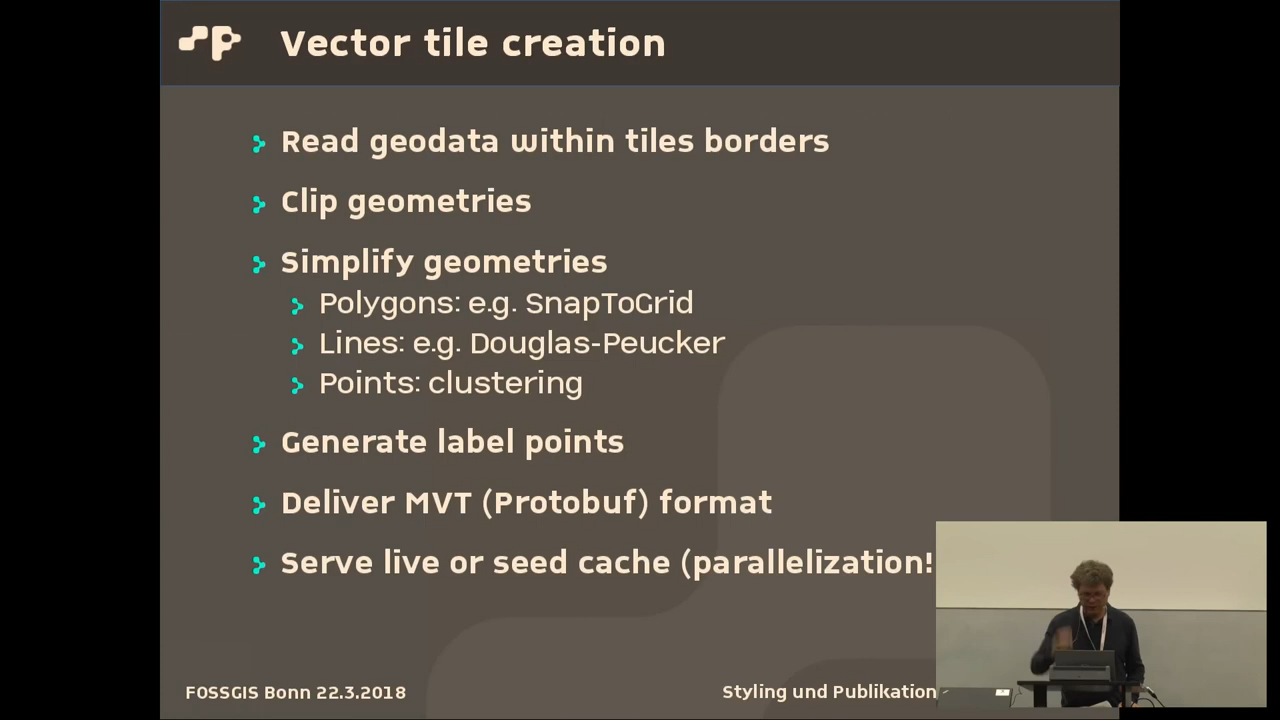 Vector tile creation
Read geodata within tiles borders
Clip geometries
Simplify geometries
Polygons: e.g. SnapToGrid
Lines: e.g. Douglas-Peucker
Points: clustering
Generate label points
Deliver MVT (Protobuf) format
Serve live or seed cache (parallelization!
FOSSGIS Bonn 22.3.2018
Styling und Publikation